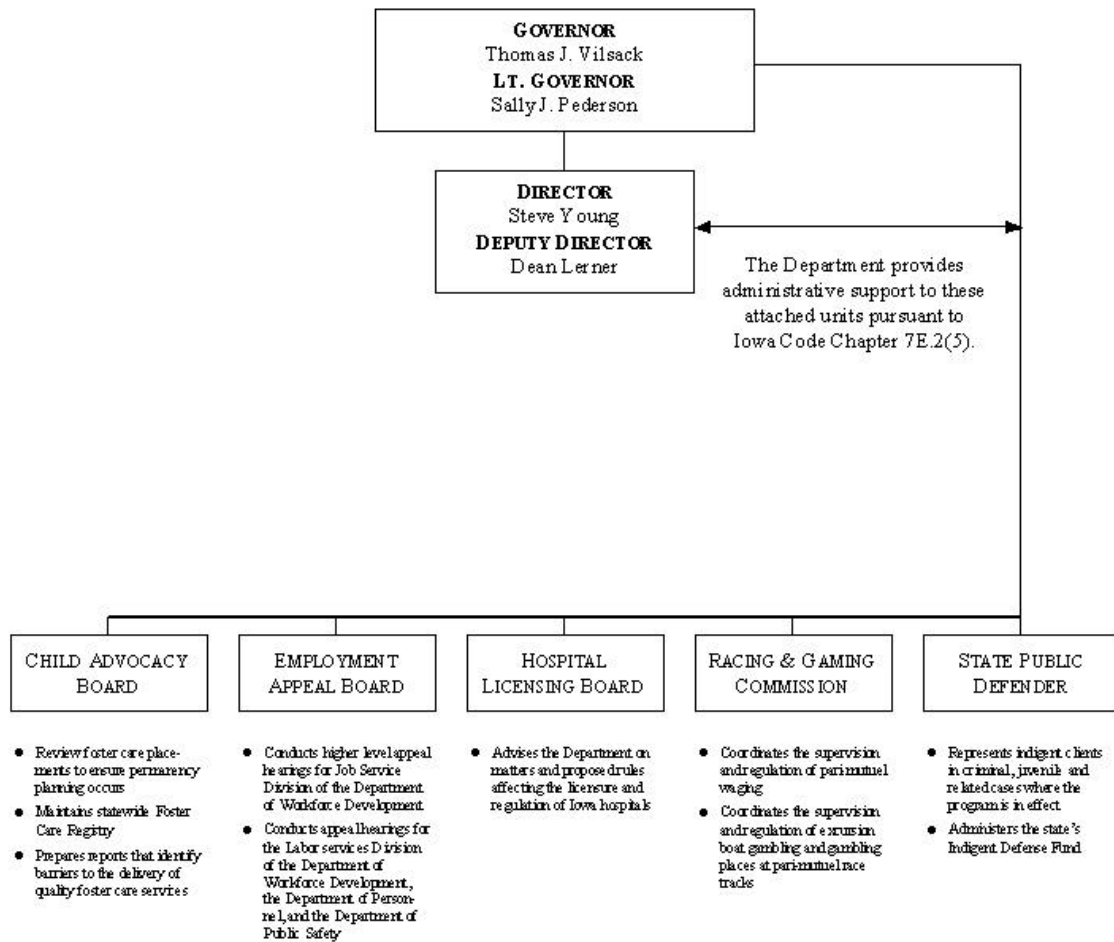 GOVERNOR
Thomas J. Vilsack
LT. GOVERNOR
Sally J. Pederson
DIRECTOR
Steve Young
DEPUTY DIRECTOR
Dean Lerner
The Department provides
administrative support to these
attached units pursuant to
Iowa Code Chapter 7E.2(5).
CHILD ADVOCACY
BOARD
● Review foster care place-
ments to ensure permanency
planning occurs
● Maintains statewide Foster
Care Registry
● Prepares reports that identify
barriers to the delivery of
quality foster care services
EMPLOYMENT
APPEAL BOARD
● Conducts higher level appeal
hearings for Job Service
Division of the Department
of Workforce Development
● Conducts appeal hearings for
the Labor services Division
of the Department of
Workforce Development,
the Department of Person-
nel, and the Department of
Public Safety
HOSPITAL
LICENSING BOARD
● Advises the Department on
matters and proposed rules
affecting the licensure and
regulation of Iowa hospitals
RACING & GAMING
COMMISSION
● Coordinates the supervision
and regulation of pari mutuel
waging
● Coordinates the supervision
and regulation of exursion
boat gambling and gambling
places at pari-mutuel race
tracks
STATE PUBLIC
DEFENDER
● Represents indigent clients
in criminal, juvenile and
related case where the
program is in effect
● Administers the state's
Indigent Defense Fund